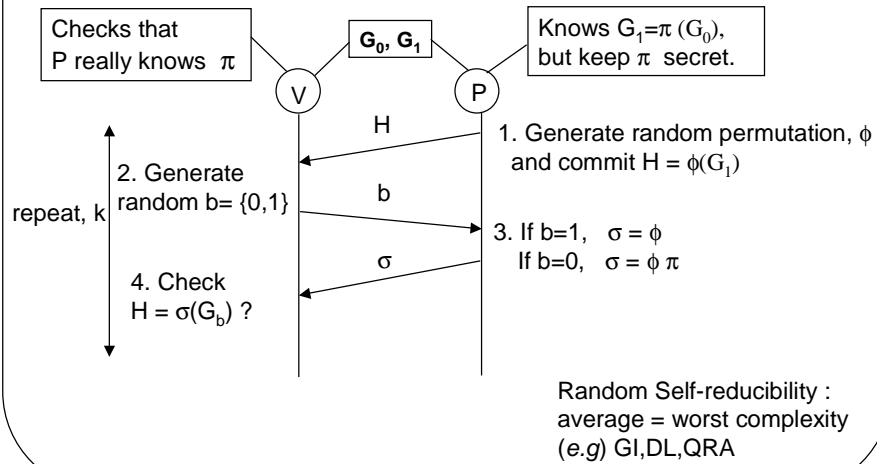 Checks that
P really knows π
G₀, G₁
Knows G₁=π (G₀),
but keep π secret.
V
P
H
1. Generate random permutation, ϕ
and commit H = ϕ(G₁)
2. Generate
random b= {0,1}
b
repeat, k
3. If b=1, σ = ϕ
If b=0, σ = ϕ π
σ
4. Check
H = σ(G_b) ?
Random Self-reducibility :
average = worst complexity
(e.g) GI,DL,QRA